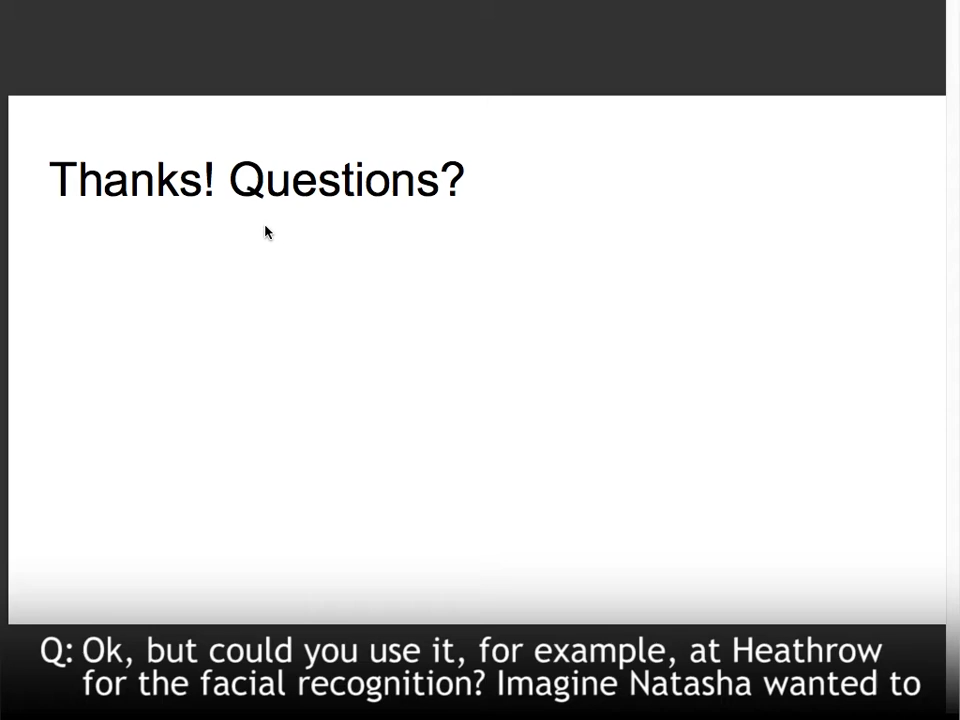 Thanks! Questions?
Q: Ok, but could you use it, for example, at Heathrow
for the facial recognition? Imagine Natasha wanted to